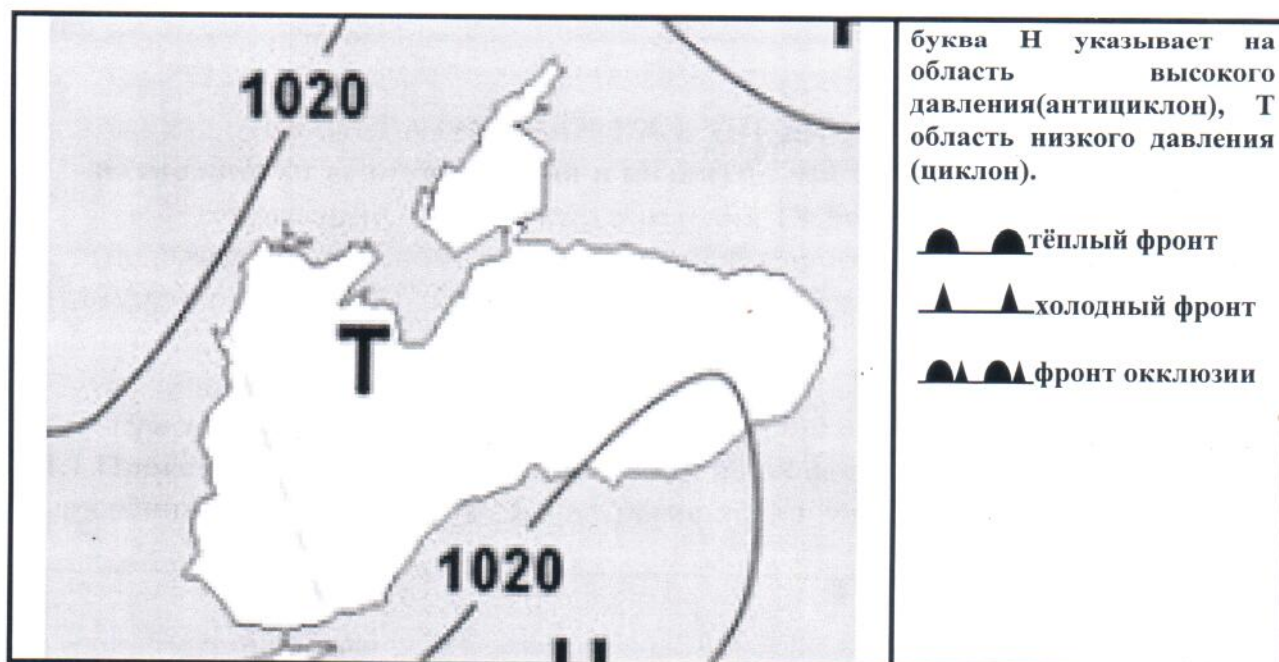 1020
T
1020
буква Н указывает на
область высокого
давления(антициклон), Т
область низкого давления
(циклон).
тёплый фронт
холодный фронт
фронт окклюзии